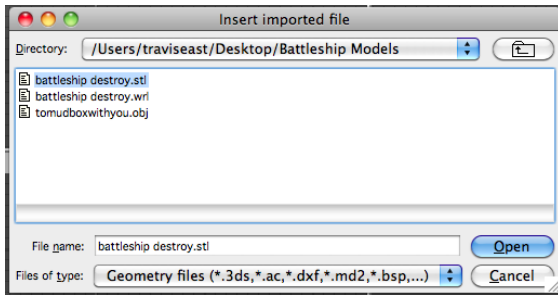 Insert imported file
Directory: /Users/traviseast/Desktop/Battleship Models
battleship destroy.stl
battleship destroy.wrl
tomudboxwithyou.obj
File name: battleship destroy.stl Open
Files of type: Geometry files (*.3ds,*.ac,*.dxf,*.md2,*.bsp,...) Cancel